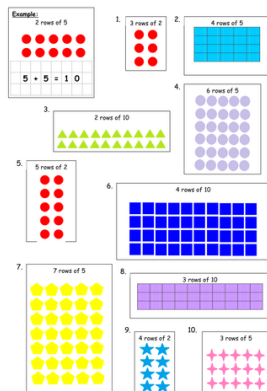 Example:
2 rows of 5
5 + 5 = 1 0
1.
3 rows of 2
2.
4 rows of 5
3.
2 rows of 10
4.
6 rows of 5
5.
5 rows of 2
6.
4 rows of 10
7.
7 rows of 5
8.
3 rows of 10
9.
4 rows of 2
10.
3 rows of 5